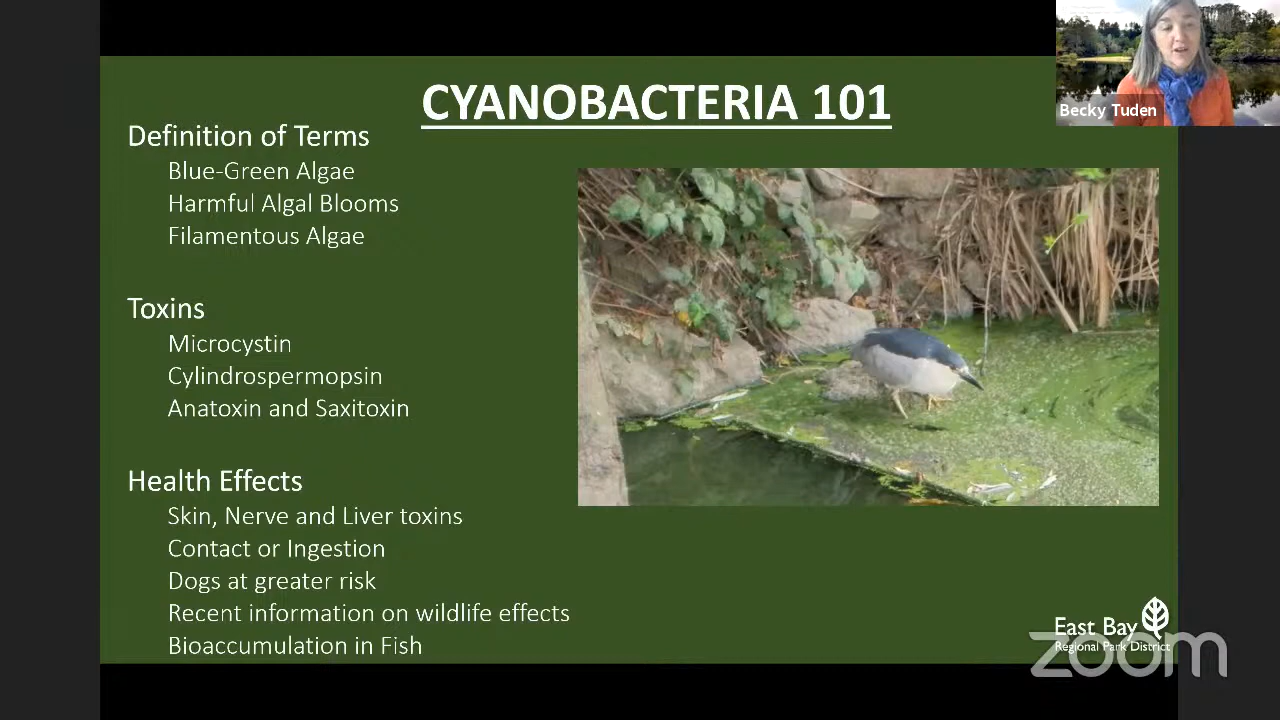 CYANOBACTERIA 101
Becky Tuden
Definition of Terms
Blue-Green Algae
Harmful Algal Blooms
Filamentous Algae
Toxins
Microcystin
Cylindrospermopsin
Anatoxin and Saxitoxin
Health Effects
Skin, Nerve and Liver toxins
Contact or Ingestion
Dogs at greater risk
Recent information on wildlife effects
Bioaccumulation in Fish
East Bay
Regional Park District
zoom